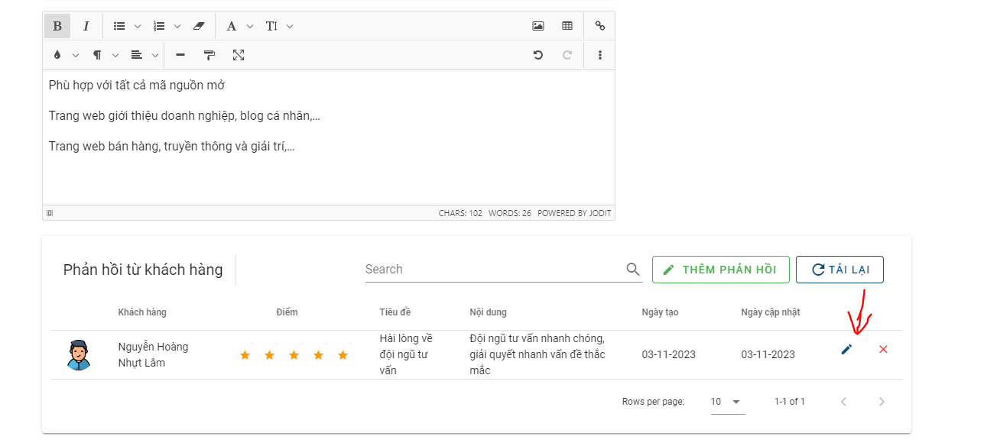 B I A T
Phù hợp với tất cả mã nguồn mở
Trang web giới thiệu doanh nghiệp, blog cá nhân,...
Trang web bán hàng, truyền thông và giải trí,...
CHARS: 102 WORDS: 26 POWERED BY JODIT
Phản hồi từ khách hàng Search THÊM PHẢN HỒI TẢI LẠI
Khách hàng Điểm Tiêu đề Nội dung Ngày tạo Ngày cập nhật
Nguyễn Hoàng
Nhựt Lâm
Hài lòng về
đội ngũ tư
vấn
Đội ngũ tư vấn nhanh chóng,
giải quyết nhanh vấn đề thắc
mắc
03-11-2023 03-11-2023
Rows per page: 10 1-1 of 1